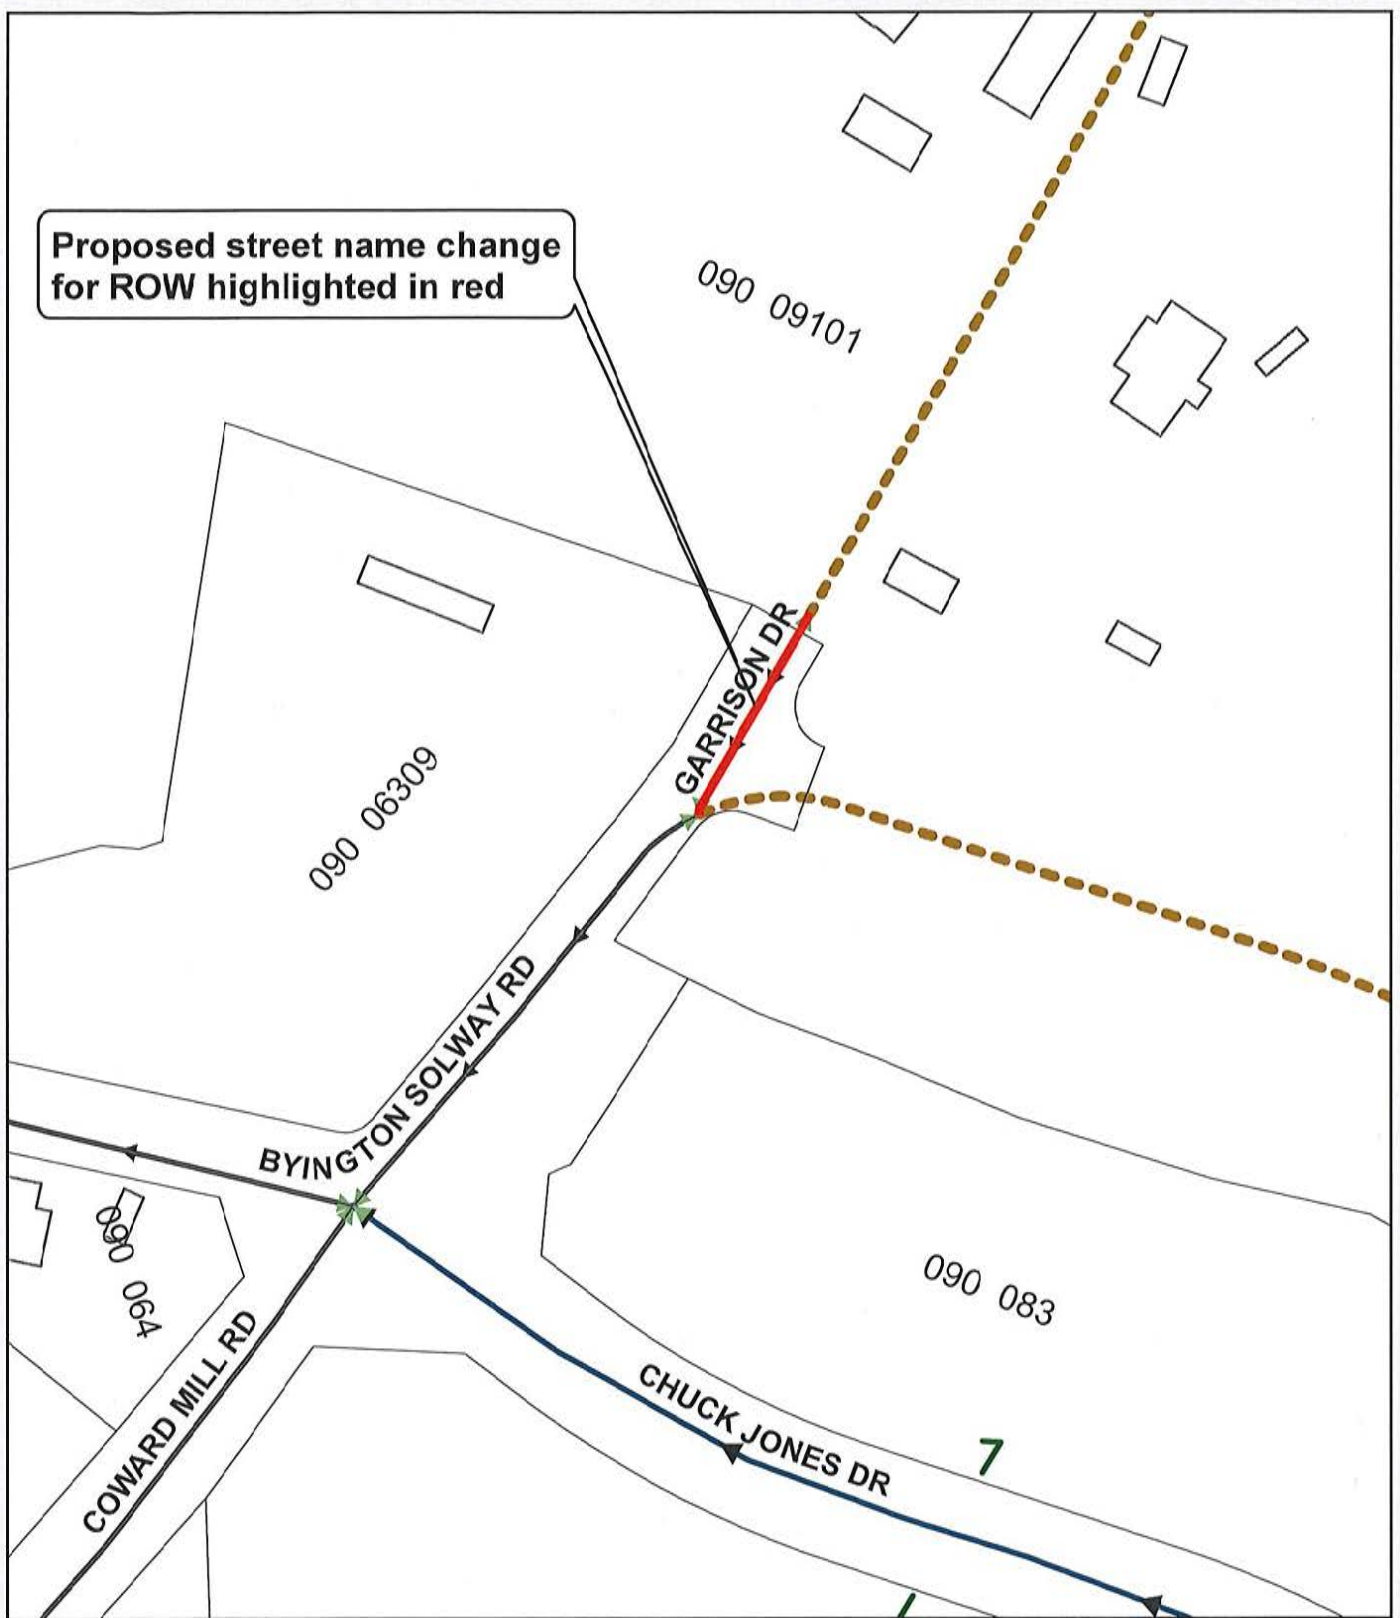 Proposed street name change
for ROW highlighted in red
090 09101
GARRISON DR
090 06309
BYINGTON SOLWAY RD
090 064
090 083
COWARD MILL RD
CHUCK JONES DR
7